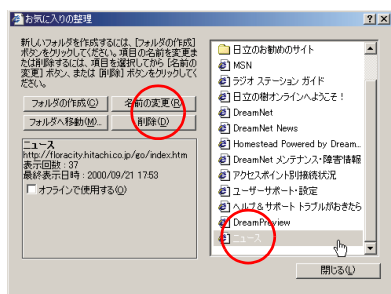 お気に入りの整理
新しいフォルダを作成するには、[フォルダの作成]
ボタンをクリックしてください。項目の名前を変更ま
たは削除するには、項目を選択してから [名前の
変更] ボタン、または [削除] ボタンをクリックしてく
ださい。
フォルダの作成(C)
名前の変更(R)
フォルダへ移動(M)...
削除(D)
ニュース
http://floracity.hitachi.co.jp/go/index.htm
表示回数 : 37
最終表示日時 : 2000/09/21 17:53
オフラインで使用する(O)
日立のお勧めのサイト
MSN
ラジオ ステーション ガイド
日立の樹オンラインへようこそ!
DreamNet
DreamNet News
Homestead Powered by Dream...
DreamNet メンテナンス・障害情報
アクセスポイント別接続状況
ユーザーサポート・設定
ヘルプ & サポート トラブルがおきたら
DreamPreview
ニュース
閉じる(L)